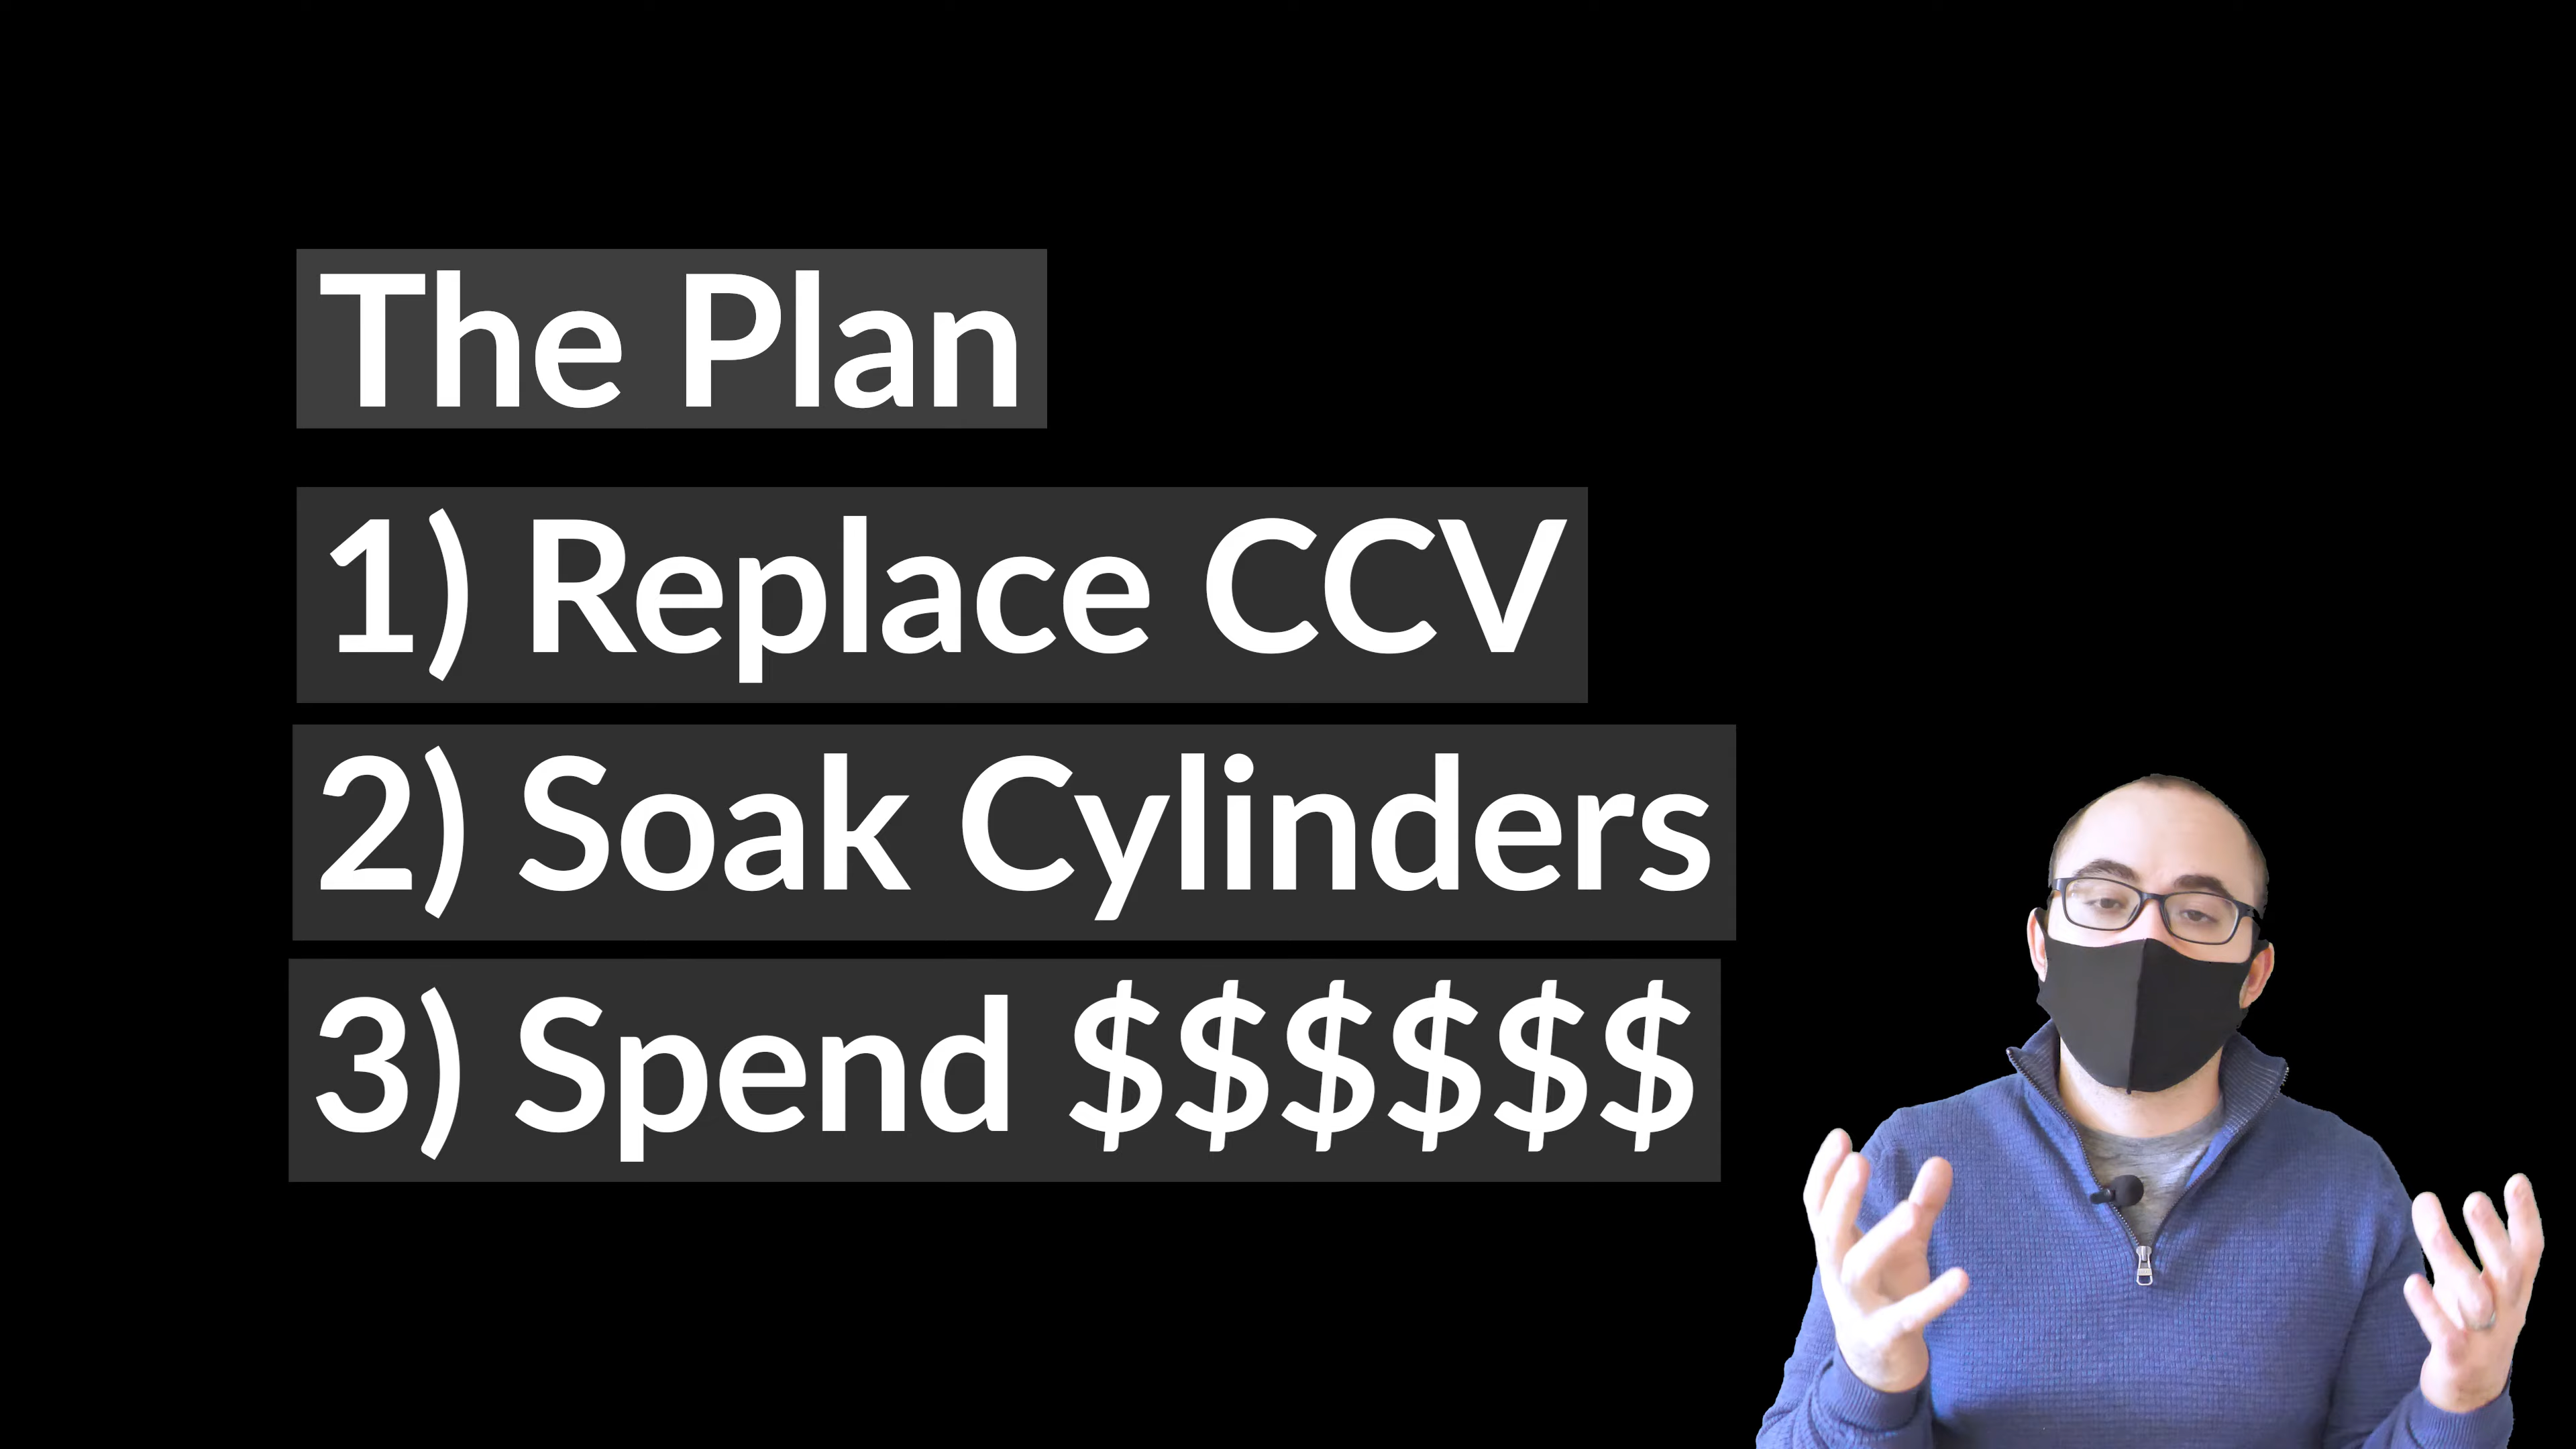 The Plan
1) Replace CCV
2) Soak Cylinders
3) Spend $$$$$$